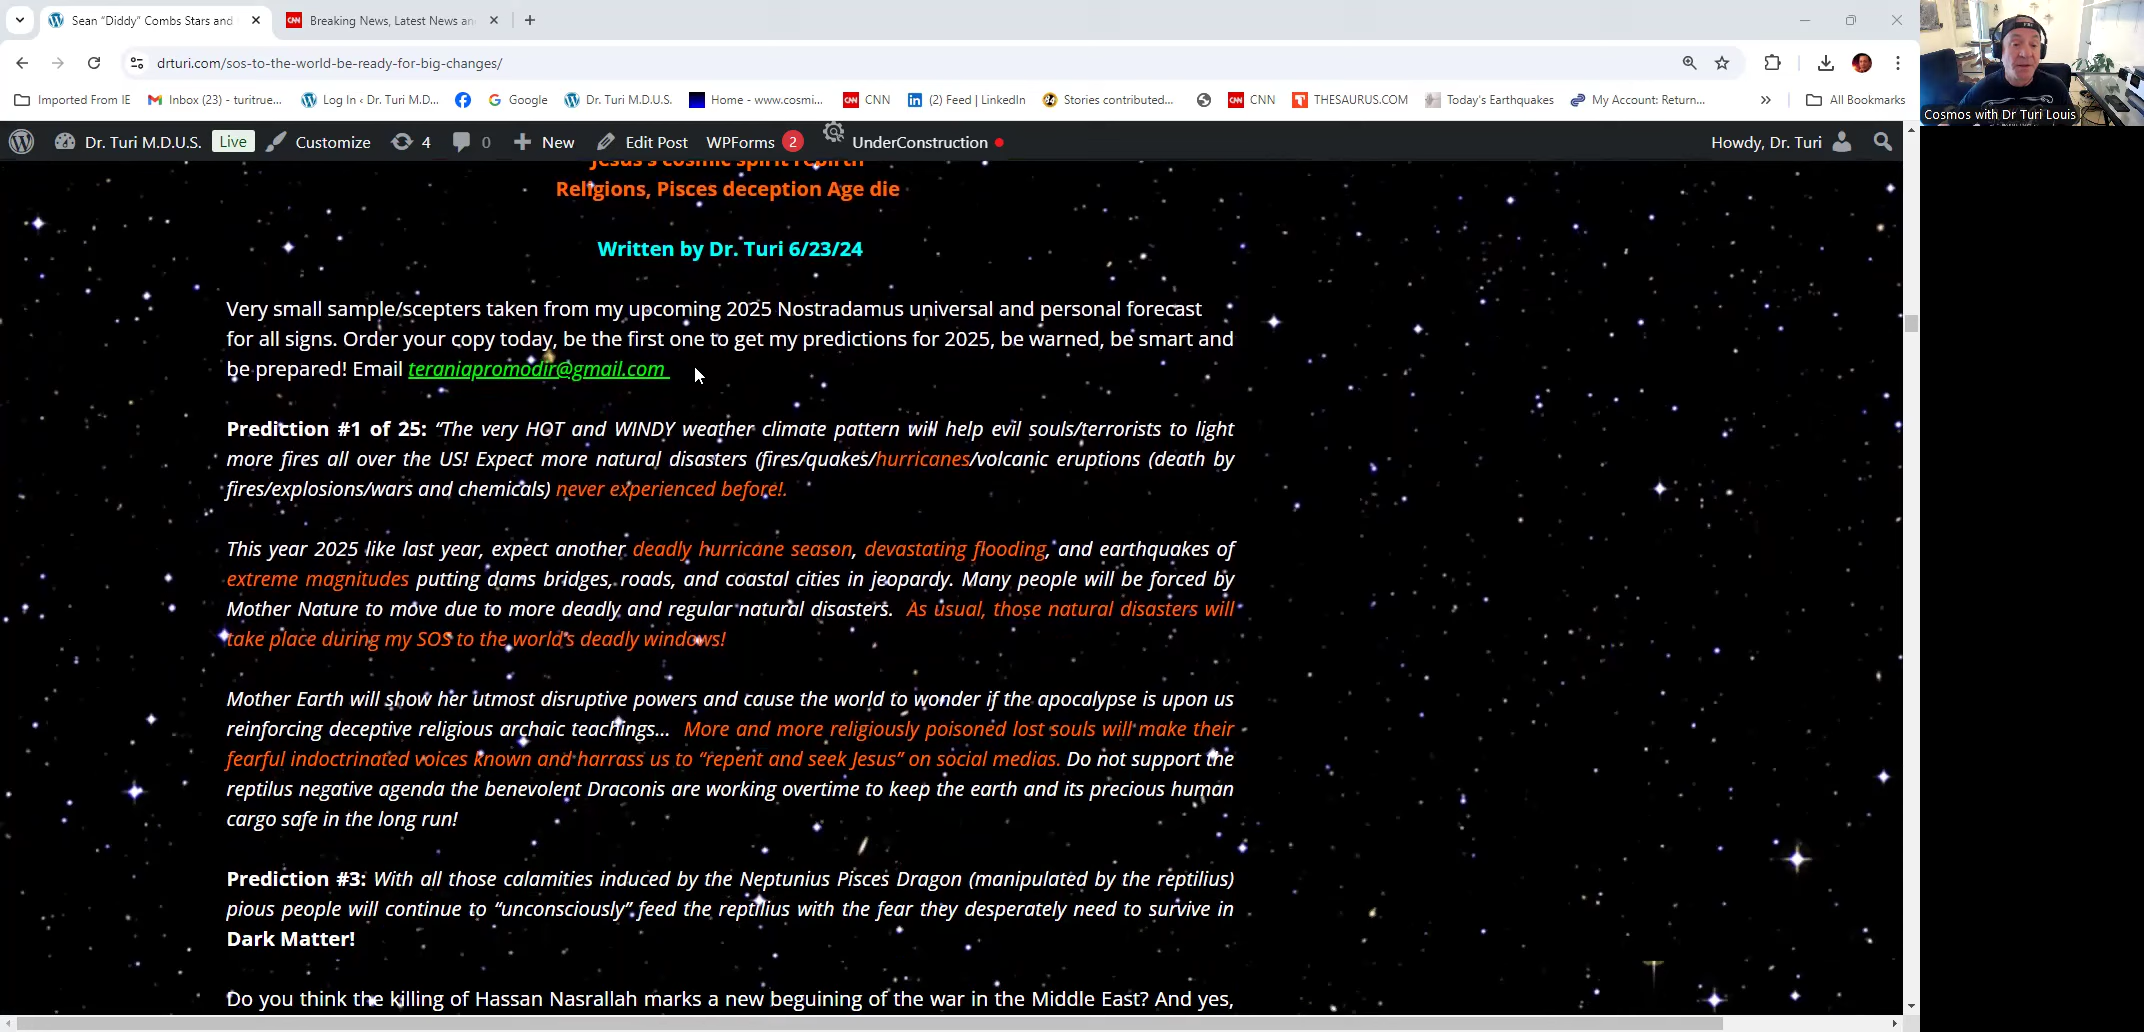 Sean “Diddy” Combs Stars and
CNN Breaking News, Latest News an
drturi.com/sos-to-the-world-be-ready-for-big-changes/
Imported From IE
Inbox (23) - turitrue...
Log In ‹ Dr. Turi M.D...
Google
Dr. Turi M.D.U.S.
Home - www.cosmi...
CNN CNN
(2) Feed | LinkedIn
Stories contributed...
CNN CNN
THESAURUS.COM
Today's Earthquakes
My Account: Return...
»
All Bookmarks
Cosmos with Dr Turi Louis
Dr. Turi M.D.U.S.
Live
Customize
4
0
New
Edit Post
WPForms 2
UnderConstruction
Howdy, Dr. Turi
Jesus's cosmic spirit rebirth
Religions, Pisces deception Age die
Written by Dr. Turi 6/23/24
Very small sample/scepters taken from my upcoming 2025 Nostradamus universal and personal forecast
for all signs. Order your copy today, be the first one to get my predictions for 2025, be warned, be smart and
be prepared! Email teraniapromodir@gmail.com
Prediction #1 of 25: “The very HOT and WINDY weather climate pattern will help evil souls/terrorists to light
more fires all over the US! Expect more natural disasters (fires/quakes/hurricanes/volcanic eruptions (death by
fires/explosions/wars and chemicals) never experienced before!.
This year 2025 like last year, expect another deadly hurricane season, devastating flooding, and earthquakes of
extreme magnitudes putting dams bridges, roads, and coastal cities in jeopardy. Many people will be forced by
Mother Nature to move due to more deadly and regular natural disasters. As usual, those natural disasters will
take place during my SOS to the world's deadly windows!
Mother Earth will show her utmost disruptive powers and cause the world to wonder if the apocalypse is upon us
reinforcing deceptive religious archaic teachings… More and more religiously poisoned lost souls will make their
fearful indoctrinated voices known and harrass us to “repent and seek Jesus” on social medias. Do not support the
reptilus negative agenda the benevolent Draconis are working overtime to keep the earth and its precious human
cargo safe in the long run!
Prediction #3: With all those calamities induced by the Neptunius Pisces Dragon (manipulated by the reptilius)
pious people will continue to “unconsciously” feed the reptilius with the fear they desperately need to survive in
Dark Matter!
Do you think the killing of Hassan Nasrallah marks a new beguining of the war in the Middle East? And yes,